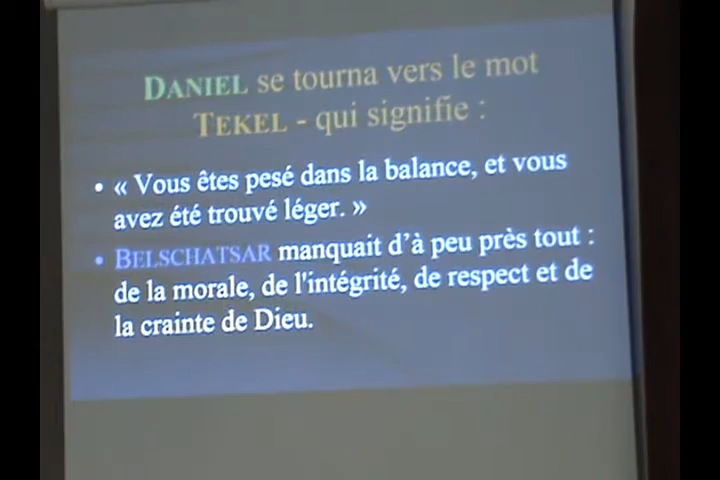 DANIEL se tourna vers le mot
TEKEL - qui signifie :
• « Vous êtes pesé dans la balance, et vous
avez été trouvé léger. »
• BELSCHATSAR manquait d’à peu près tout :
de la morale, de l'intégrité, de respect et de
la crainte de Dieu.